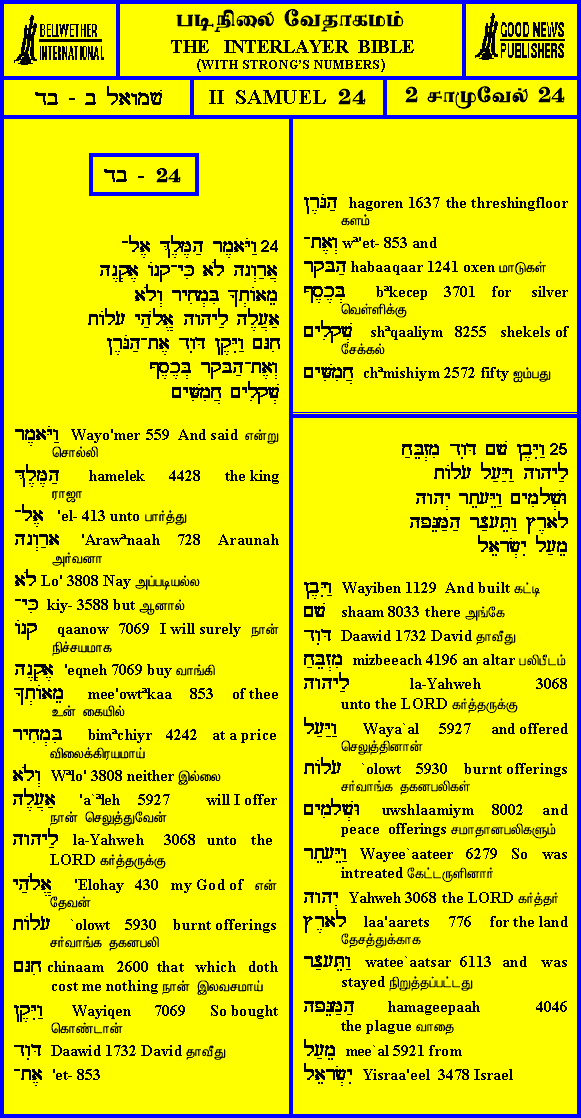 BELLWETHER
INTERNATIONAL
படிநிலை வேதாகமம்
THE INTERLAYER BIBLE
(WITH STRONG'S NUMBERS)
GOOD NEWS
PUBLISHERS
שמואל ב - בד
II SAMUEL 24
2 சாமுவேல் 24
בד - 24
24 וַיֹּאמֶר הַמֶּלֶךְ אֶל־
אֲרַוְנָה לֹא כִּי־קָנוֹ אֶקְנֶה
מֵאוֹתְךָ בִּמְחִיר וְלֹא
אַעֲלֶה לַיהוָה אֱלֹהַי עֹלוֹת
חִנָּם וַיִּקֶן דָּוִד אֶת־הַגֹּרֶן
וְאֶת־הַבָּקָר בְּכֶסֶף
שְׁקָלִים חֲמִשִּׁים
וַיֹּאמֶר Wayo'mer 559 And said என்று
சொல்லி
הַמֶּלֶךְ hamelek 4428 the king
ராஜா
אֶל־ 'el- 413 unto பார்த்து
אֲרַוְנָה 'Arawªnaah 728 Araunah
அர்வனா
לֹא Lo' 3808 Nay அப்படியல்ல
כִּי־ kiy- 3588 but ஆனால்
קָנוֹ qaanow 7069 I will surely நான்
நிச்சயமாக
אֶקְנֶה 'eqneh 7069 buy வாங்கி
מֵאוֹתְךָ mee'owtªkaa 853 of thee
உன் கையில்
בִּמְחִיר bimªchiyr 4242 at a price
விலைக்கிரயமாய்
וְלֹא Wªlo' 3808 neither இல்லை
אַעֲלֶה 'a`ªleh 5927 will I offer
நான் செலுத்துவேன்
לַיהוָה la-Yahweh 3068 unto the
LORD கர்த்தருக்கு
אֱלֹהַי 'Elohay 430 my God of என்
தேவன்
עֹלוֹת `olowt 5930 burnt offerings
சர்வாங்க தகனபலி
חִנָּם chinaam 2600 that which doth
cost me nothing நான் இலவசமாய்
וַיִּקֶן Wayiqen 7069 So bought
கொண்டான்
דָּוִד Daawid 1732 David தாவீது
אֶת־ 'et- 853
הַגֹּרֶן hagoren 1637 the threshingfloor
களம்
וְאֶת־ wª'et- 853 and
הַבָּקָר habaaqaar 1241 oxen மாடுகள்
בְּכֶסֶף bªkecep 3701 for silver
வெள்ளிக்கு
שְׁקָלִים shªqaaliym 8255 shekels of
சேக்கல்
חֲמִשִּׁים chªmishiym 2572 fifty ஐம்பது
25 וַיִּבֶן שָׁם דָּוִד מִזְבֵּחַ
לַיהוָה וַיַּעַל עֹלוֹת
וּשְׁלָמִים וַיֵּעָתֵר יְהוָה
לָאָרֶץ וַתֵּעָצַר הַמַּגֵּפָה
מֵעַל יִשְׂרָאֵל
וַיִּבֶן Wayiben 1129 And built கட்டி
שָׁם shaam 8033 there அங்கே
דָּוִד Daawid 1732 David தாவீது
מִזְבֵּחַ mizbeeach 4196 an altar பலிபீடம்
לַיהוָה la-Yahweh 3068
unto the LORD கர்த்தருக்கு
וַיַּעַל Waya`al 5927 and offered
செலுத்தினான்
עֹלוֹת `olowt 5930 burnt offerings
சர்வாங்க தகனபலிகள்
וּשְׁלָמִים uwshlaamiym 8002 and
peace offerings சமாதானபலிகளும்
וַיֵּעָתֵר Wayee`aateer 6279 So was
intreated கேட்டருளினார்
יְהוָה Yahweh 3068 the LORD கர்த்தர்
לָאָרֶץ laa'aarets 776 for the land
தேசத்துக்காக
וַתֵּעָצַר watee`aatsar 6113 and was
stayed நிறுத்தப்பட்டது
הַמַּגֵּפָה hamageepaah 4046
the plague வாதை
מֵעַל mee`al 5921 from
יִשְׂרָאֵל Yisraa'eel 3478 Israel